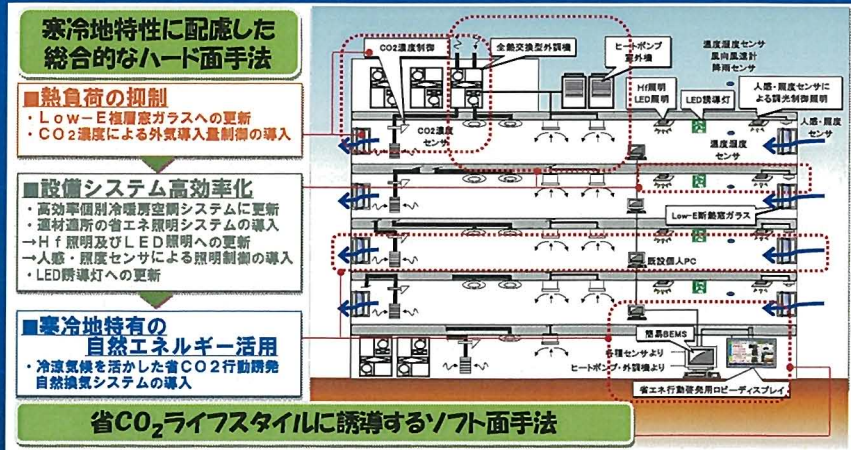 寒冷地特性に配慮した
総合的なハード面手法
■熱負荷の抑制
・Low-E複層窓ガラスへの更新
・CO2濃度による外気導入量制御の導入
■設備システム高効率化
・高効率個別冷暖房空調システムに更新
・適材適所の省エネ照明システムの導入
→Hf照明及びLED照明への更新
→人感・照度センサによる照明制御の導入
・LED誘導灯への更新
■寒冷地特有の
自然エネルギー活用
・冷涼気候を活かした省CO2行動誘発
自然換気システムの導入
CO2濃度制御
全熱交換型外調機
ヒートポンプ
室外機
温度湿度センサ
風向風速計
降雨センサ
Hf照明
LED照明
LED誘導灯
人感・照度センサに
よる調光制御照明
CO2濃度
センサ
温度湿度
センサ
人感・照度
センサ
Low-E断熱窓ガラス
既設個人PC
簡易BEMS
各種センサより
ヒートポンプ・外調機より
省エネ行動啓発用ロビーディスプレイ
省CO2ライフスタイルに誘導するソフト面手法